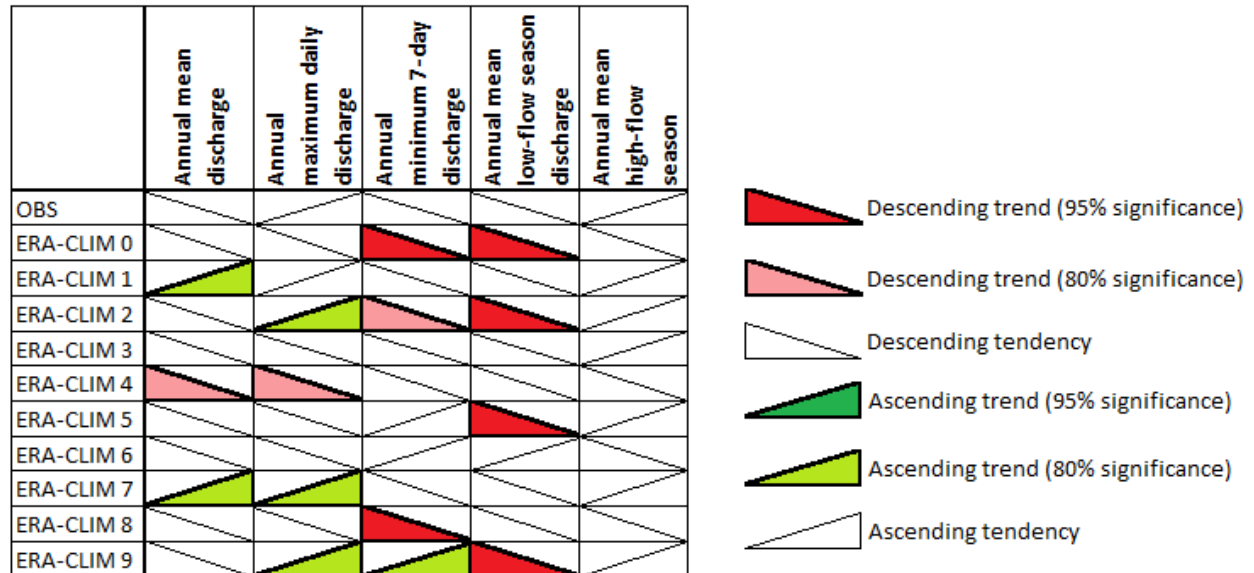 Annual mean
discharge
Annual
maximum daily
discharge
Annual
minimum 7-day
discharge
Annual mean
low-flow season
discharge
Annual mean
high-flow
season
OBS
ERA-CLIM 0
ERA-CLIM 1
ERA-CLIM 2
ERA-CLIM 3
ERA-CLIM 4
ERA-CLIM 5
ERA-CLIM 6
ERA-CLIM 7
ERA-CLIM 8
ERA-CLIM 9
Descending trend (95% significance)
Descending trend (80% significance)
Descending tendency
Ascending trend (95% significance)
Ascending trend (80% significance)
Ascending tendency